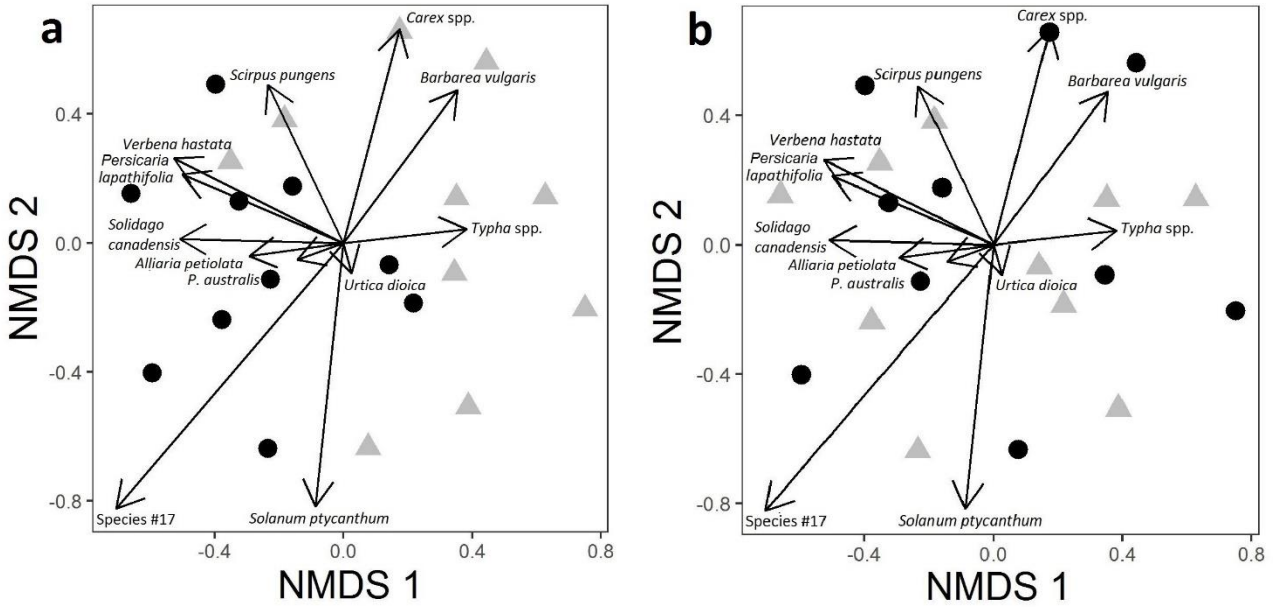 a
Carex spp.
Scirpus pungens
Barbarea vulgaris
0.4
Verbena hastata
Persicaria
lapathifolia
Solidago
canadensis
0.0
Typha spp.
Alliaria petiolata
P. australis
Urtica dioica
-0.4
-0.8
Species #17
Solanum ptycanthum
-0.4
0.0
0.4
0.8
NMDS 1
NMDS 2
b
Carex spp.
Scirpus pungens
Barbarea vulgaris
0.4
Verbena hastata
Persicaria
lapathifolia
Solidago
canadensis
0.0
Typha spp.
Alliaria petiolata
P. australis
Urtica dioica
-0.4
-0.8
Species #17
Solanum ptycanthum
-0.4
0.0
0.4
0.8
NMDS 1
NMDS 2